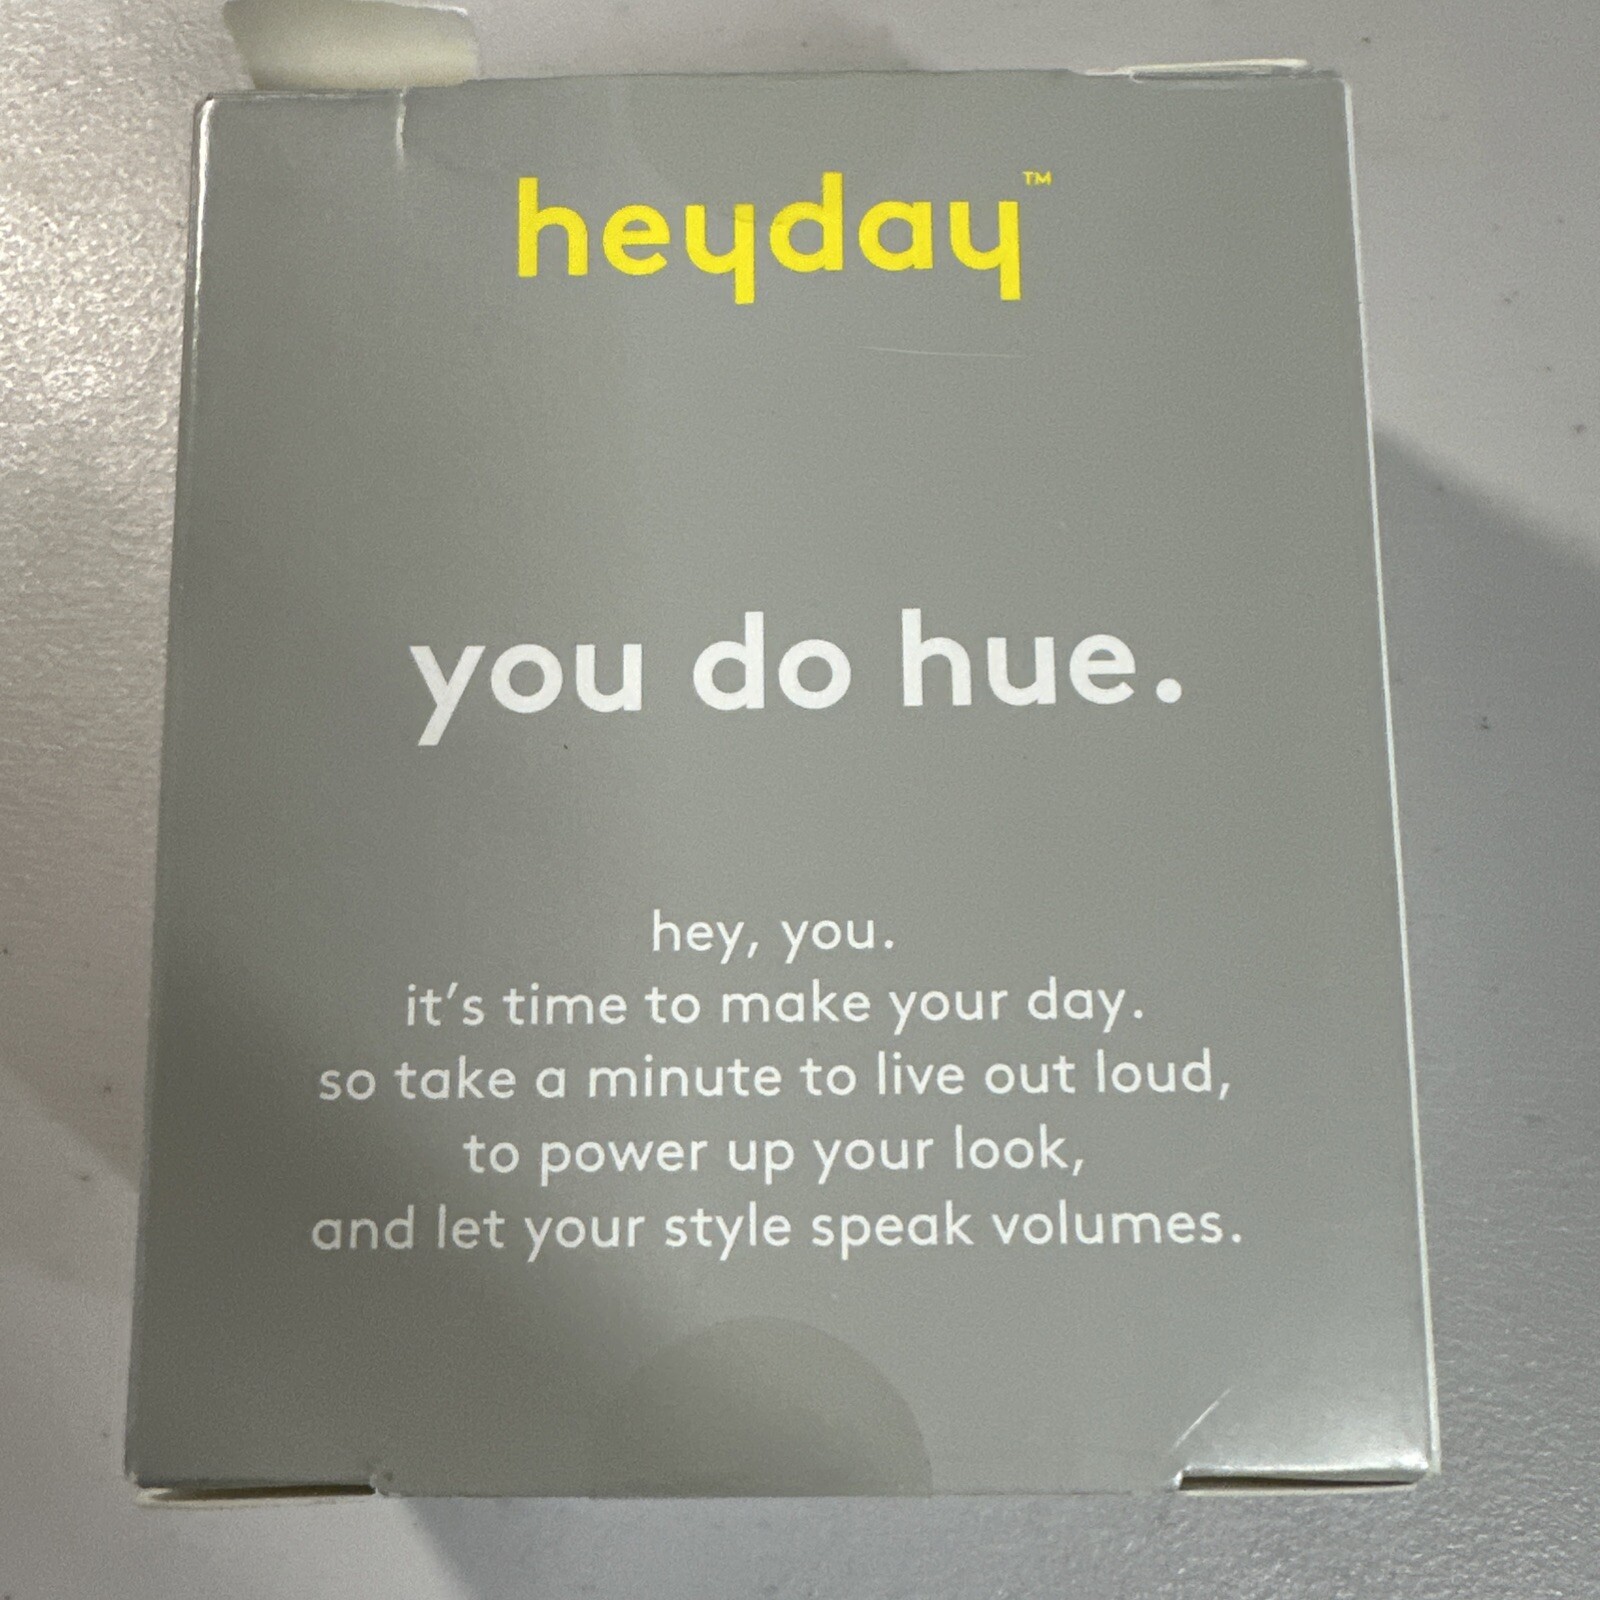 heyday™
you do hue.
hey, you.
it's time to make your day.
so take a minute to live out loud,
to power up your look,
and let your style speak volumes.